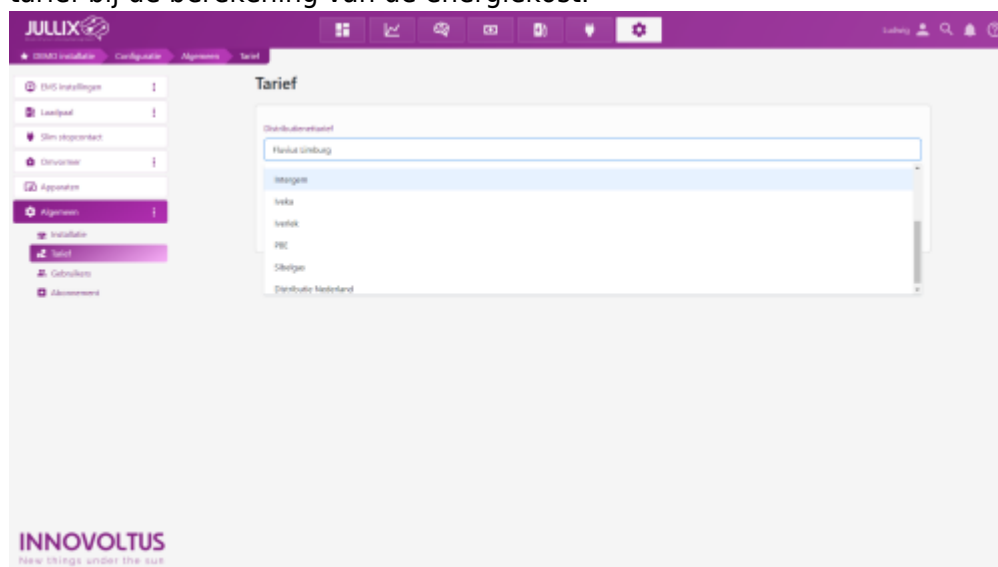 tarief bij de berekening van de energiekost.
JULLIX
Ludwig
DEMO installatie Configuratie Algemeen Tarief
EMS instellingen
Laadpaal
Slim stopcontact
Omvormer
Apparaten
Algemeen
Installatie
Tarief
Gebruikers
Abonnement
Tarief
Distributienettarief
Fluvius Limburg
Intergem
Iveka
Iverlek
PBE
Sibelgas
Distributie Nederland
INNOVOLTUS
New things under the sun